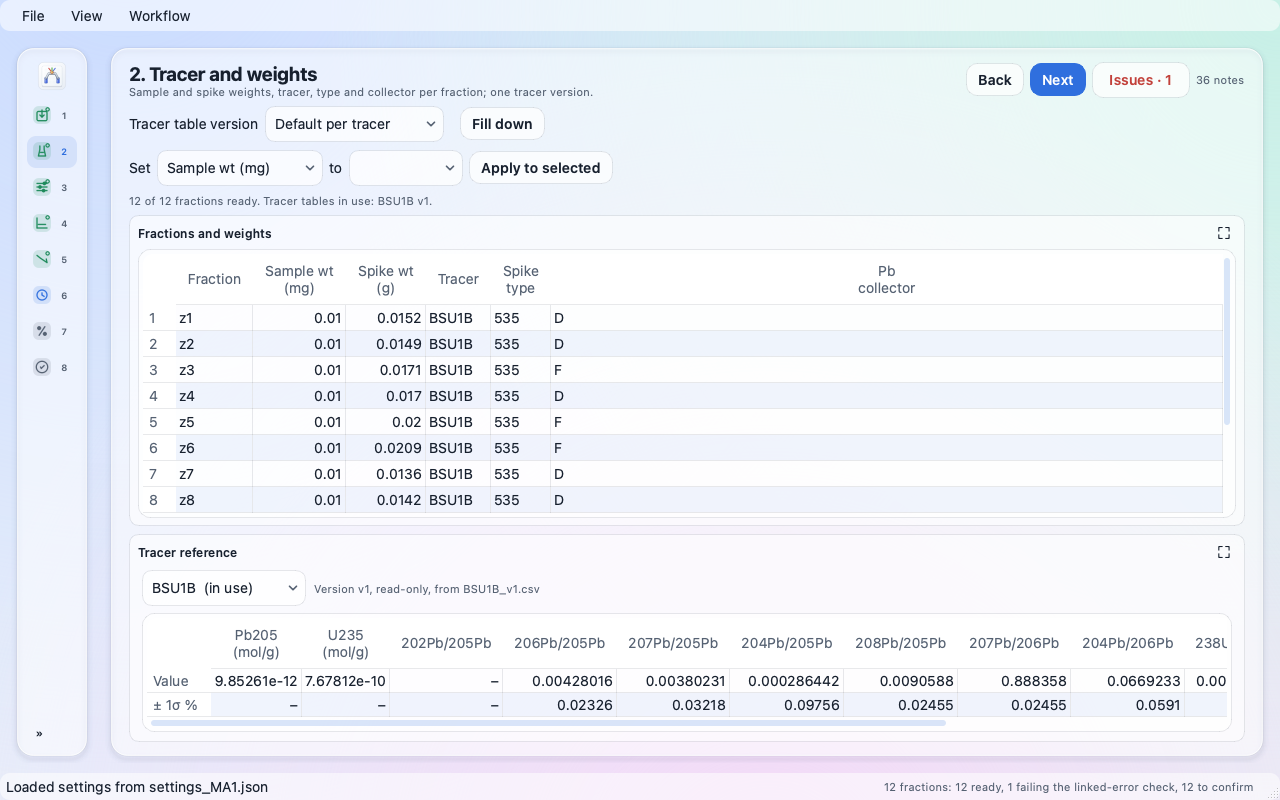 File View Workflow
2. Tracer and weights
Sample and spike weights, tracer, type and collector per fraction; one tracer version.
Back Next Issues · 1 36 notes
Tracer table version Default per tracer Fill down
Set Sample wt (mg) to Apply to selected
12 of 12 fractions ready. Tracer tables in use: BSU1B v1.
1
2
3
4
5
6
7
8
»
Fractions and weights
Fraction Sample wt (mg) Spike wt (g) Tracer Spike type Pb collector
1 z1 0.01 0.0152 BSU1B 535 D
2 z2 0.01 0.0149 BSU1B 535 D
3 z3 0.01 0.0171 BSU1B 535 F
4 z4 0.01 0.017 BSU1B 535 D
5 z5 0.01 0.02 BSU1B 535 F
6 z6 0.01 0.0209 BSU1B 535 F
7 z7 0.01 0.0136 BSU1B 535 D
8 z8 0.01 0.0142 BSU1B 535 D
Tracer reference
BSU1B (in use) Version v1, read-only, from BSU1B_v1.csv
Pb205 (mol/g) U235 (mol/g) 202Pb/205Pb 206Pb/205Pb 207Pb/205Pb 204Pb/205Pb 208Pb/205Pb 207Pb/206Pb 204Pb/206Pb 238U
Value 9.85261e-12 7.67812e-10 – 0.00428016 0.00380231 0.000286442 0.0090588 0.888358 0.0669233 0.00
± 1σ % – – – 0.02326 0.03218 0.09756 0.02455 0.02455 0.0591
Loaded settings from settings_MA1.json
12 fractions: 12 ready, 1 failing the linked-error check, 12 to confirm